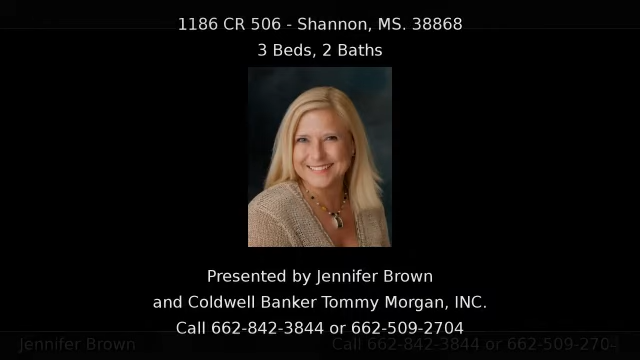 1186 CR 506 - Shannon, MS. 38868
3 Beds, 2 Baths
Presented by Jennifer Brown
and Coldwell Banker Tommy Morgan, INC.
Call 662-842-3844 or 662-509-2704
Jennifer Brown
Call 662-842-3844 or 662-509-270